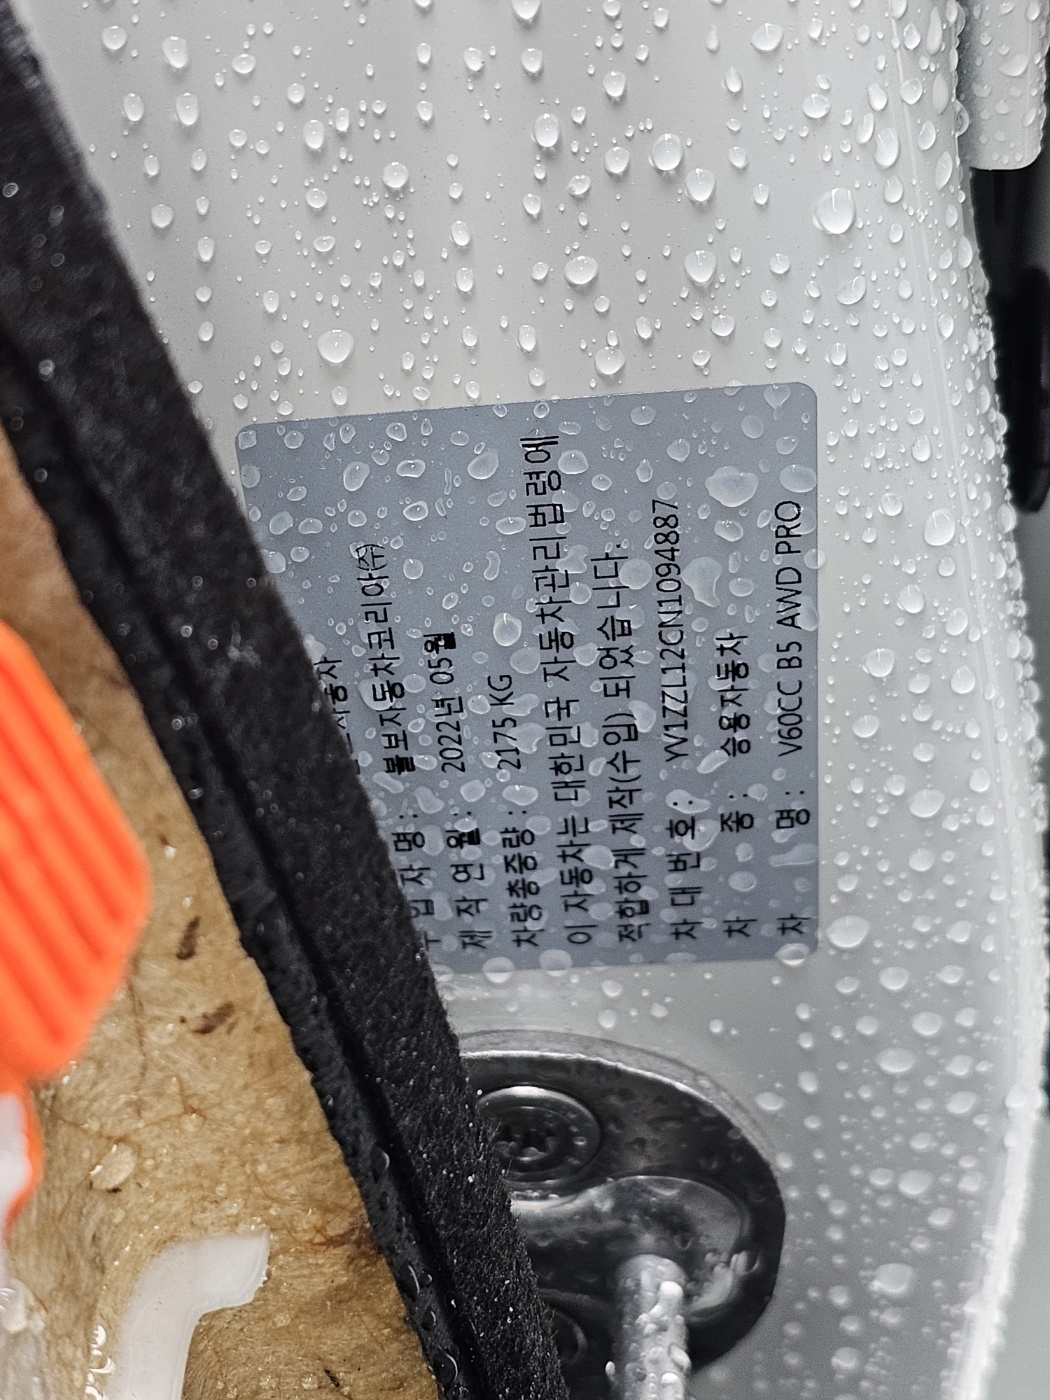 자동차
입 자 명 : 볼보자동차코리아(주)
제 작 연 월 : 2022년 05월
차량총중량 : 2175 KG
이 자동차는 대한민국 자동차관리법령에
적합하게 제작(수입) 되었습니다.
차 대 번 호 : YV1ZZL12CN1094887
차 종 : 승용자동차
차 명 : V60CC B5 AWD PRO